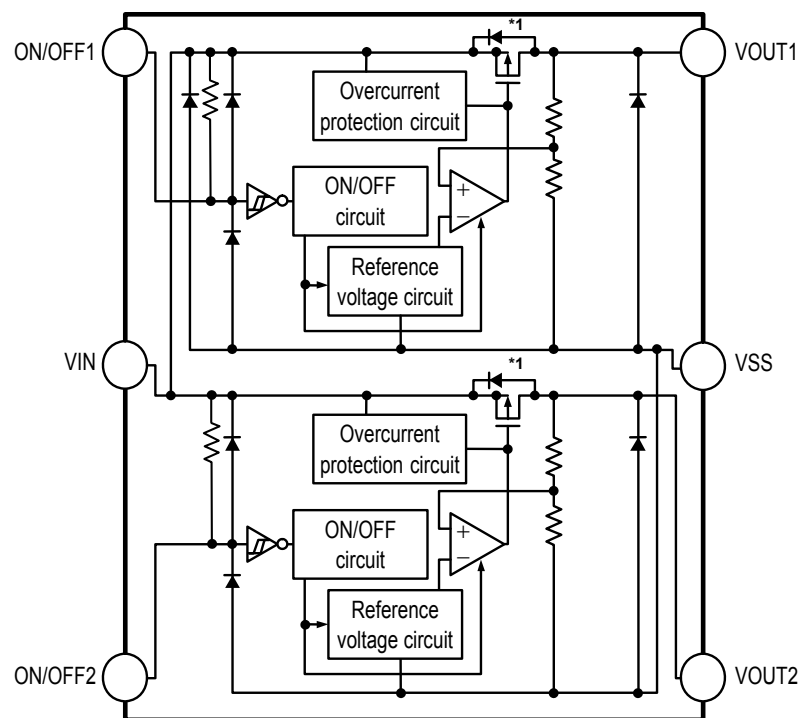 ON/OFF1
*1
VOUT1
Overcurrent
protection circuit
ON/OFF
circuit
+
−
Reference
voltage circuit
VIN
VSS
*1
Overcurrent
protection circuit
ON/OFF
circuit
+
−
Reference
voltage circuit
ON/OFF2
VOUT2